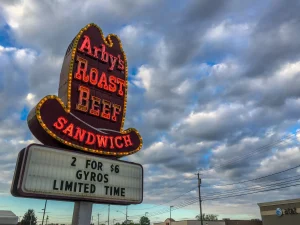 Arby's
ROAST
BEEF
SANDWICH
2 FOR $6
GYROS
LIMITED TIME